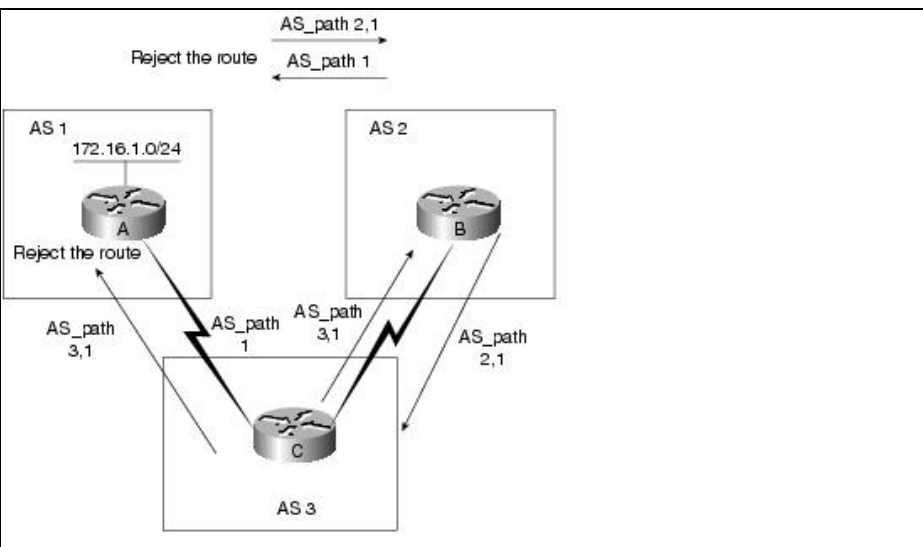 AS_path 2,1
Reject the route
AS_path 1
AS 1
172.16.1.0/24
A
Reject the route
AS 2
B
AS_path
3,1
AS_path
1
AS_path
3,1
AS_path
2,1
C
AS 3